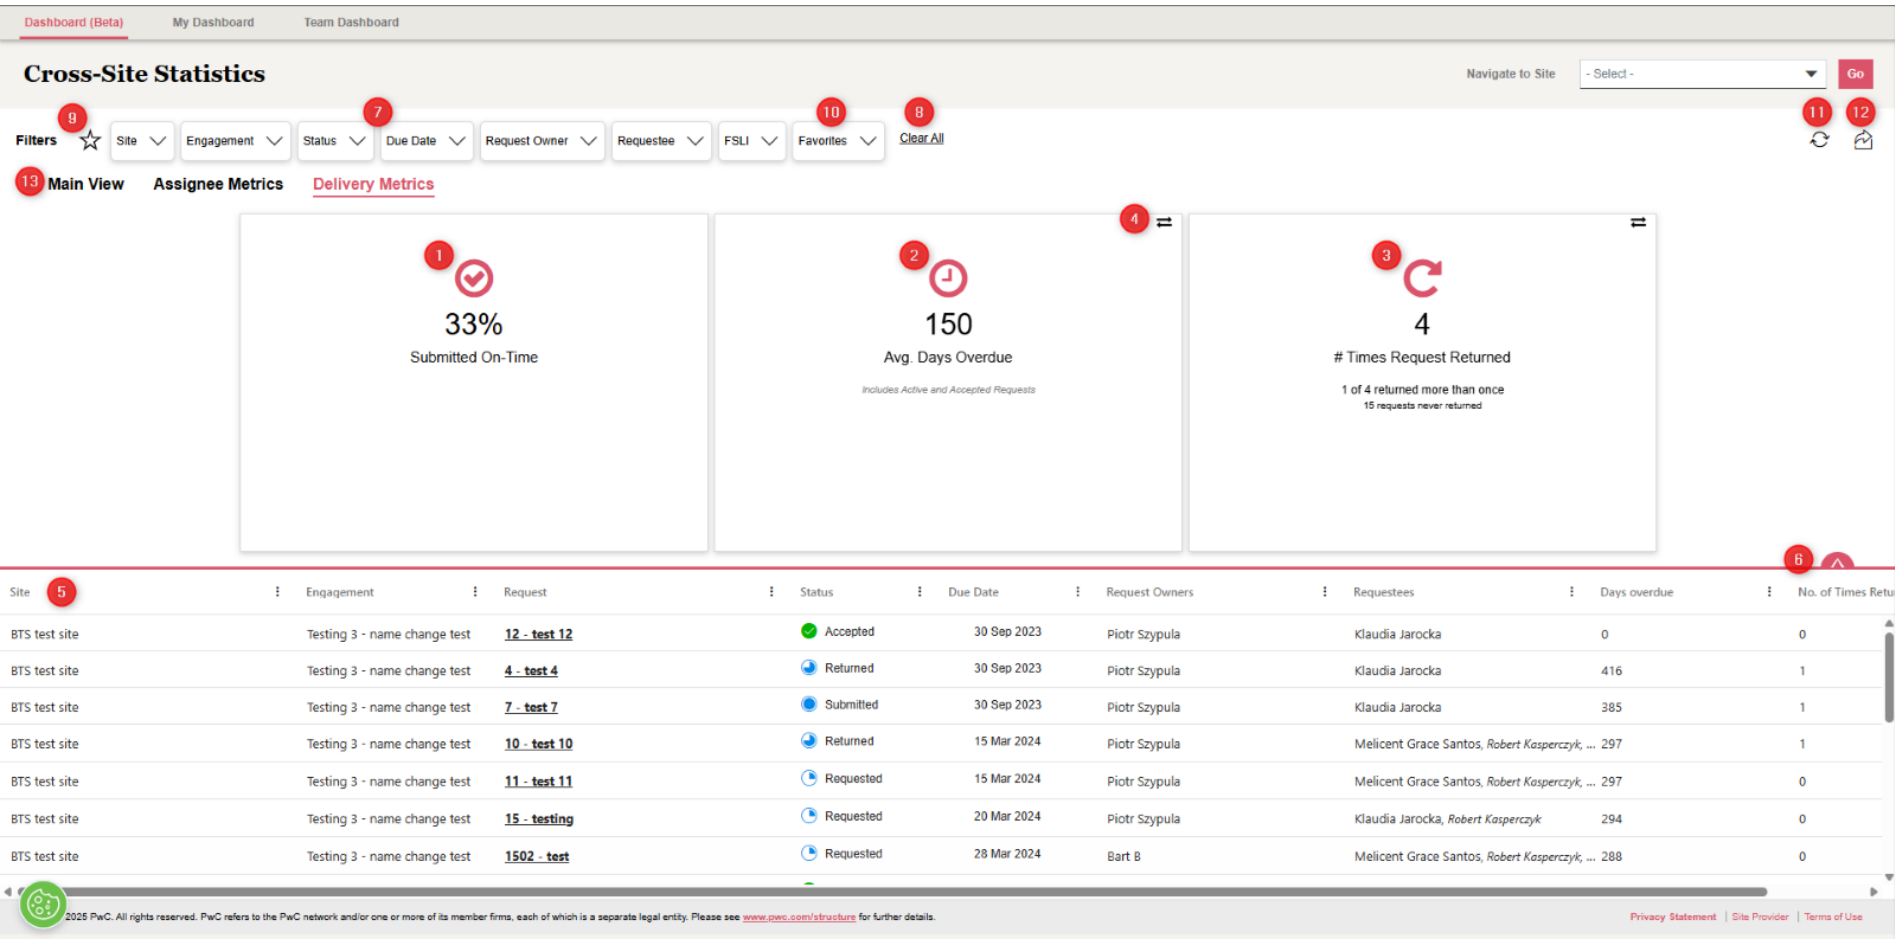 Dashboard (Beta) My Dashboard Team Dashboard
Cross-Site Statistics
Navigate to Site - Select - Go
9 7 10 8 11 12
Filters Site Engagement Status Due Date Request Owner Requestee FSLI Favorites Clear All
13 Main View Assignee Metrics Delivery Metrics
4
1 2 3
33% 150 4
Submitted On-Time Avg. Days Overdue # Times Request Returned
Includes Active and Accepted Requests 1 of 4 returned more than once
15 requests never returned
6
Site 5 Engagement Request Status Due Date Request Owners Requestees Days overdue No. of Times Retu
BTS test site Testing 3 - name change test 12 - test 12 Accepted 30 Sep 2023 Piotr Szypula Klaudia Jarocka 0 0
BTS test site Testing 3 - name change test 4 - test 4 Returned 30 Sep 2023 Piotr Szypula Klaudia Jarocka 416 1
BTS test site Testing 3 - name change test 7 - test 7 Submitted 30 Sep 2023 Piotr Szypula Klaudia Jarocka 385 1
BTS test site Testing 3 - name change test 10 - test 10 Returned 15 Mar 2024 Piotr Szypula Melicent Grace Santos, Robert Kasperczyk, ... 297 1
BTS test site Testing 3 - name change test 11 - test 11 Requested 15 Mar 2024 Piotr Szypula Melicent Grace Santos, Robert Kasperczyk, ... 297 0
BTS test site Testing 3 - name change test 15 - testing Requested 20 Mar 2024 Piotr Szypula Klaudia Jarocka, Robert Kasperczyk 294 0
BTS test site Testing 3 - name change test 1502 - test Requested 28 Mar 2024 Bart B Melicent Grace Santos, Robert Kasperczyk, ... 288 0
2025 PwC. All rights reserved. PwC refers to the PwC network and/or one or more of its member firms, each of which is a separate legal entity. Please see www.pwc.com/structure for further details. Privacy Statement | Site Provider | Terms of Use